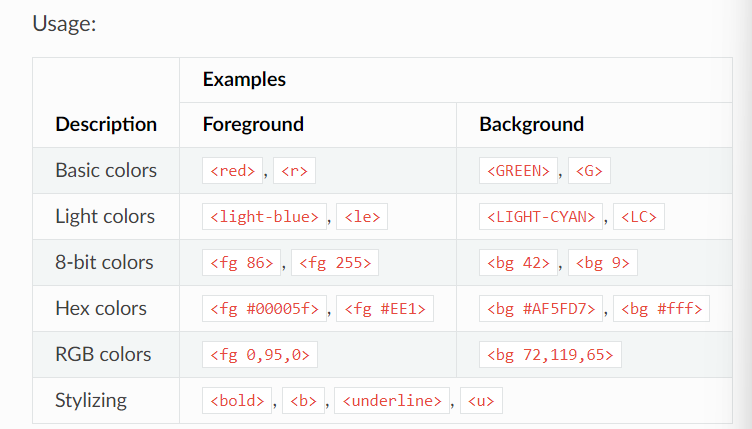 Usage:
Examples
Description Foreground Background
Basic colors <red>, <r> <GREEN>, <G>
Light colors <light-blue>, <le> <LIGHT-CYAN>, <LC>
8-bit colors <fg 86>, <fg 255> <bg 42>, <bg 9>
Hex colors <fg #00005f>, <fg #EE1> <bg #AF5FD7>, <bg #fff>
RGB colors <fg 0,95,0> <bg 72,119,65>
Stylizing <bold>, <b>, <underline>, <u>